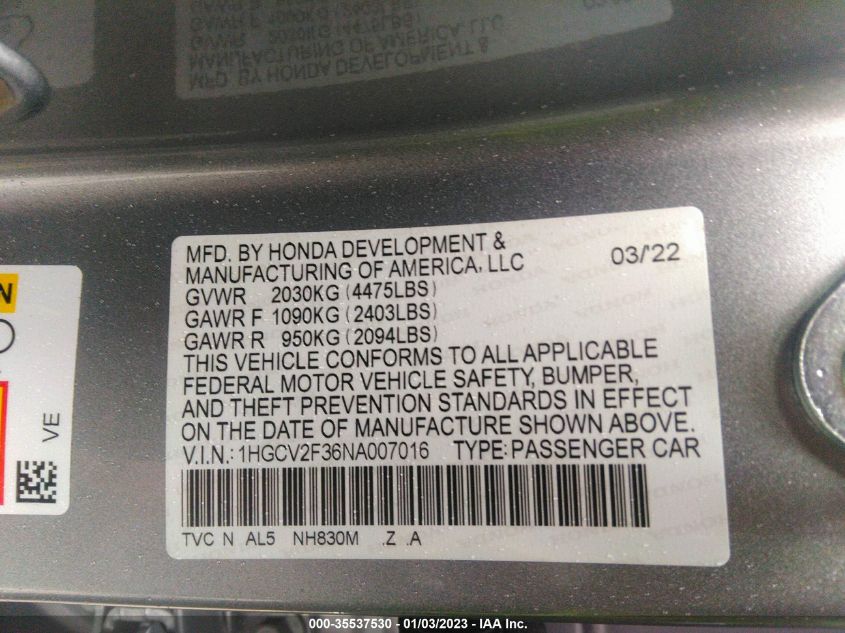 MFD. BY HONDA DEVELOPMENT &
MANUFACTURING OF AMERICA, LLC 03/'22
GVWR 2030KG (4475LBS)
GAWR F 1090KG (2403LBS)
GAWR R 950KG (2094LBS)
THIS VEHICLE CONFORMS TO ALL APPLICABLE
FEDERAL MOTOR VEHICLE SAFETY, BUMPER,
AND THEFT PREVENTION STANDARDS IN EFFECT
ON THE DATE OF MANUFACTURE SHOWN ABOVE.
V.I.N.: 1HGCV2F36NA007016 TYPE: PASSENGER CAR
TVC N AL5 NH830M .Z .A
VE
000-35537530 - 01/03/2023 - IAA Inc.